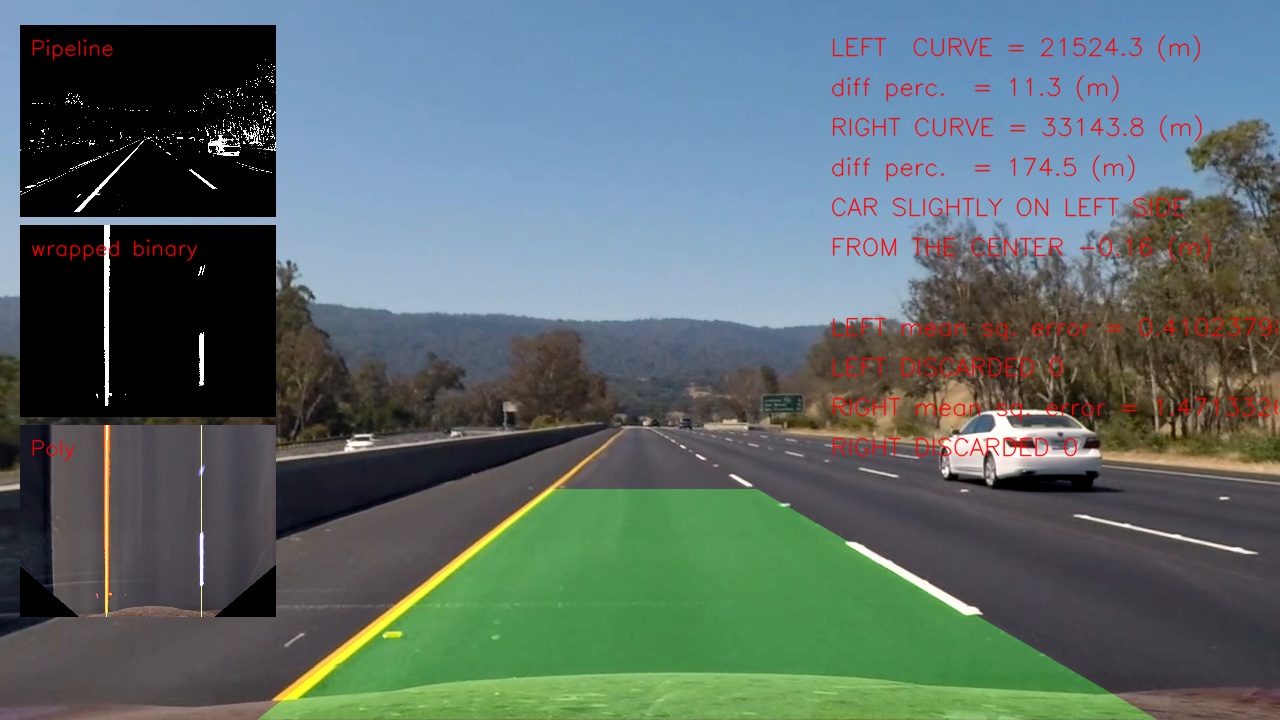 Pipeline
wrapped binary
Poly
LEFT CURVE = 21524.3 (m)
diff perc. = 11.3 (m)
RIGHT CURVE = 33143.8 (m)
diff perc. = 174.5 (m)
CAR SLIGHTLY ON LEFT SIDE
FROM THE CENTER -0.16 (m)
LEFT mean sq. error = 0.4102379
LEFT DISCARDED 0
RIGHT mean sq. error = 1.471332
RIGHT DISCARDED 0